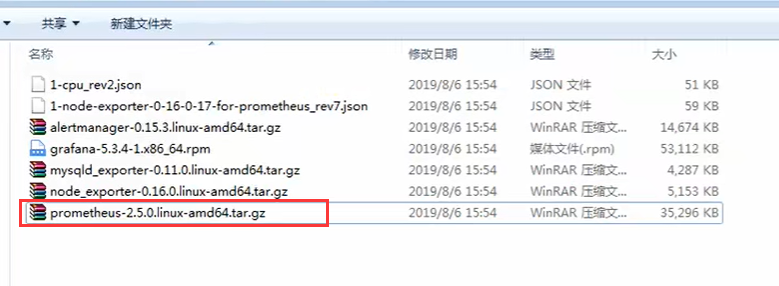 共享 新建文件夹
名称 修改日期 类型 大小
1-cpu_rev2.json 2019/8/6 15:54 JSON 文件 51 KB
1-node-exporter-0-16-0-17-for-prometheus_rev7.json 2019/8/6 15:54 JSON 文件 59 KB
alertmanager-0.15.3.linux-amd64.tar.gz 2019/8/6 15:54 WinRAR 压缩文... 14,674 KB
grafana-5.3.4-1.x86_64.rpm 2019/8/6 15:54 媒体文件(.rpm) 53,112 KB
mysqld_exporter-0.11.0.linux-amd64.tar.gz 2019/8/6 15:54 WinRAR 压缩文... 4,287 KB
node_exporter-0.16.0.linux-amd64.tar.gz 2019/8/6 15:54 WinRAR 压缩文... 5,153 KB
prometheus-2.5.0.linux-amd64.tar.gz 2019/8/6 15:54 WinRAR 压缩文... 35,296 KB